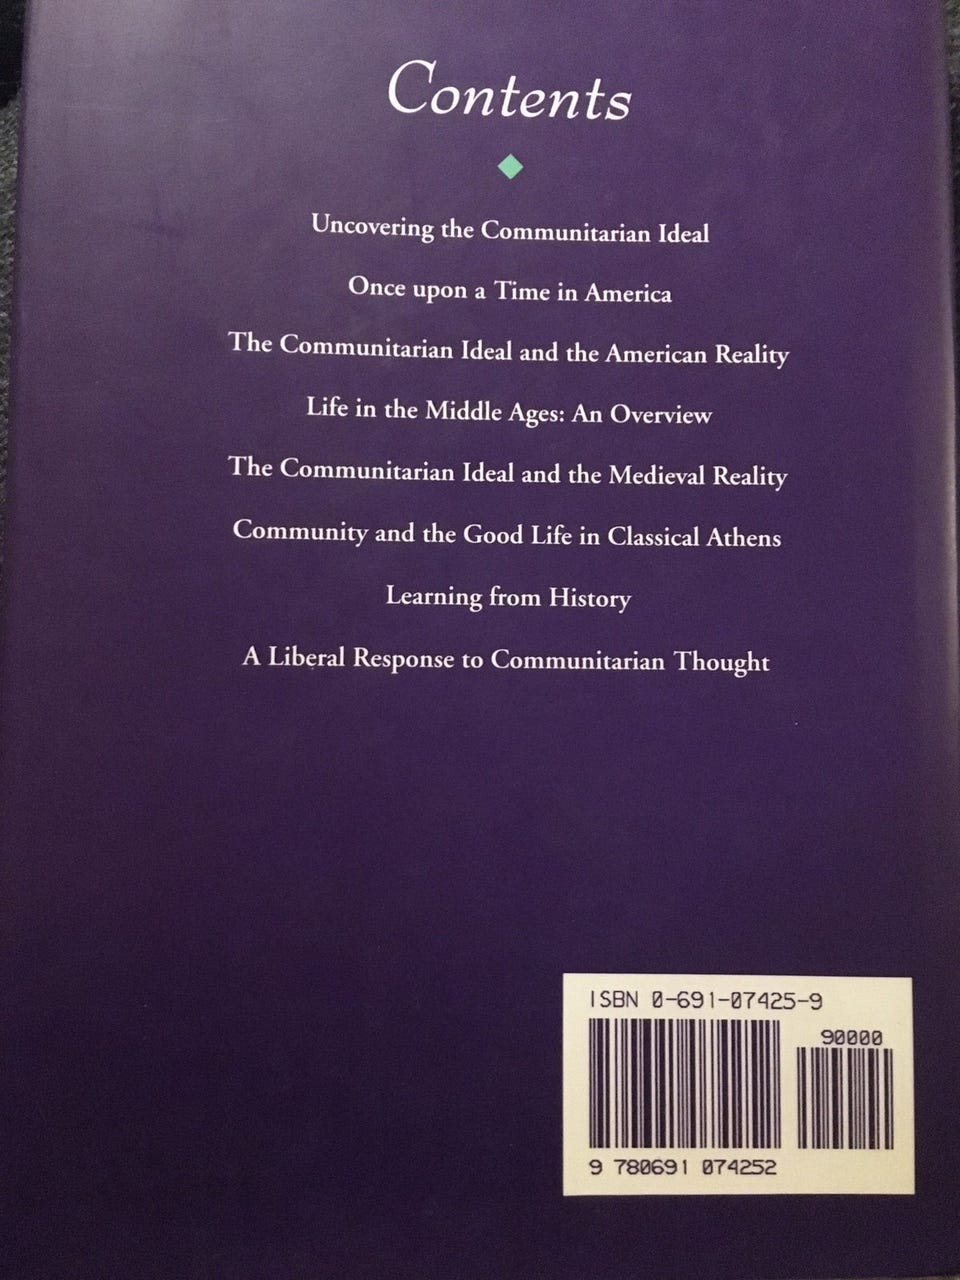 Contents
Uncovering the Communitarian Ideal
Once upon a Time in America
The Communitarian Ideal and the American Reality
Life in the Middle Ages: An Overview
The Communitarian Ideal and the Medieval Reality
Community and the Good Life in Classical Athens
Learning from History
A Liberal Response to Communitarian Thought
ISBN 0-691-07425-9
90000
9 780691 074252